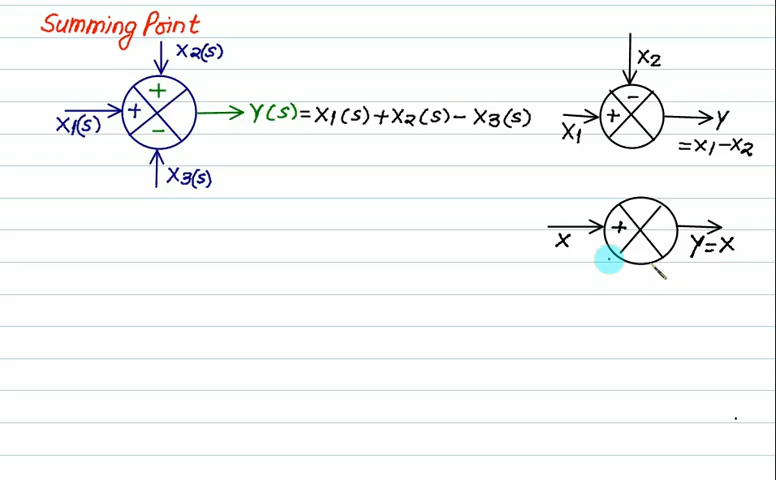 Summing Point
X2(s)
+
+
X1(s)
-
X3(s)
Y(s) = X1(s) + X2(s) - X3(s)
X2
-
+
X1
Y
= X1 - X2
+
X
Y = X